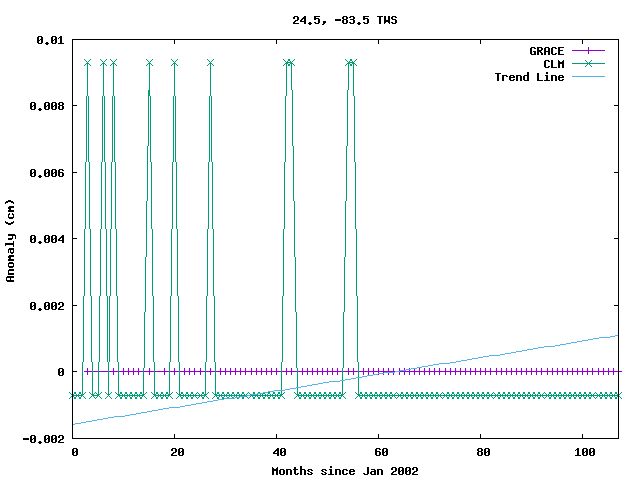 24.5, -83.5 TWS
0.01
GRACE
CLM
Trend Line
0.008
0.006
0.004
0.002
0
-0.002
Anomaly (cm)
0 20 40 60 80 100
Months since Jan 2002